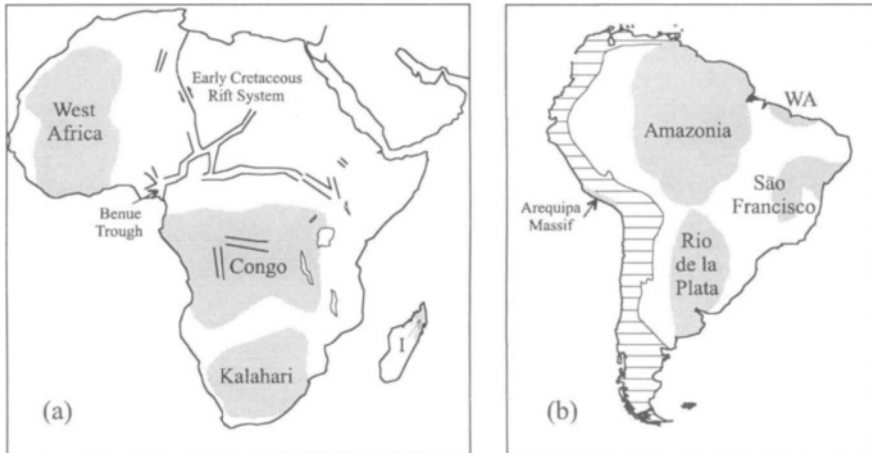 Early Cretaceous
Rift System
West
Africa
Benue
Trough
Congo
I
Kalahari
(a)
WA
Amazonia
São
Francisco
Arequipa
Massif
Rio
de la
Plata
(b)